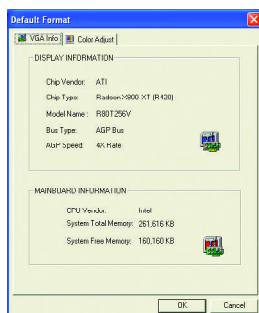 Default Format
VGA Info Color Adjust
DISPLAY INFORMATION
Chip Vendor: ATI
Chip Type: Radeon X800 XT (R420)
Model Name : R80T256V
Bus Type: AGP Bus
AGP Speed: 4X Rate
MAINBOARD INFORMATION
CPU Vendor: Intel
System Total Memory: 261,616 KB
System Free Memory: 160,160 KB
OK Cancel